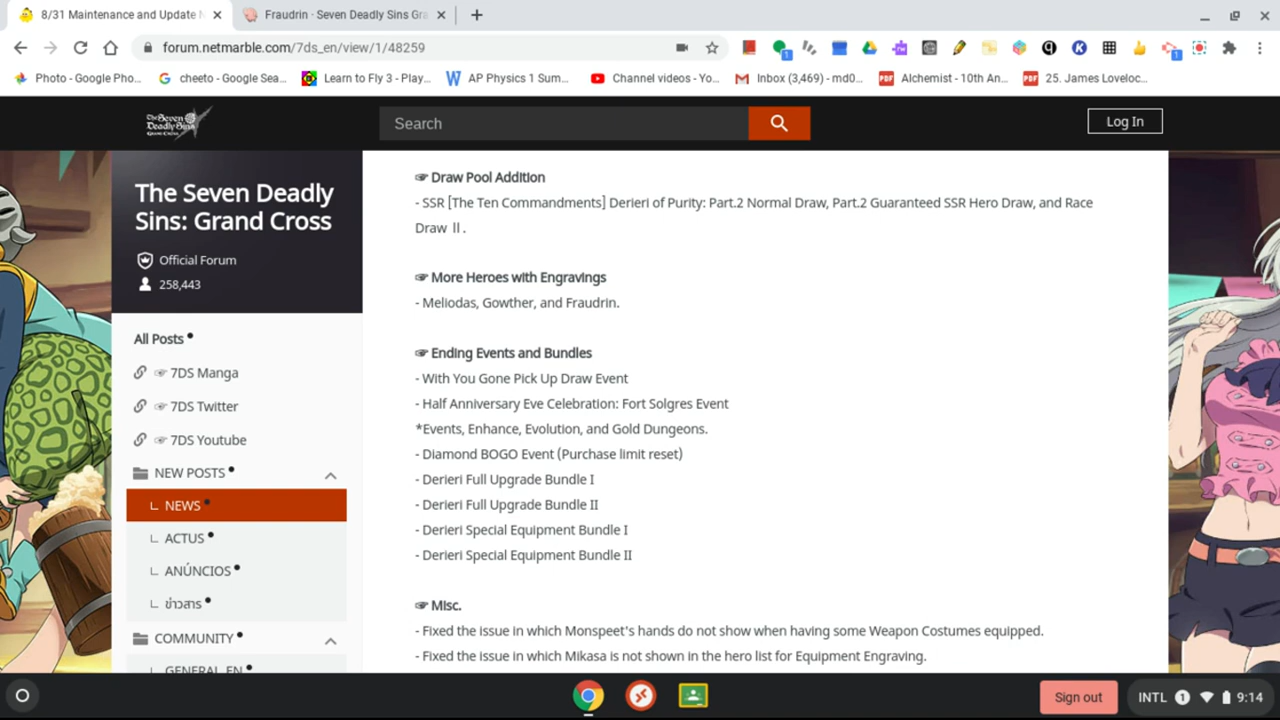 8/31 Maintenance and Update N
Fraudrin · Seven Deadly Sins Gra
forum.netmarble.com/7ds_en/view/1/48259
Photo - Google Pho...
cheeto - Google Sea...
Learn to Fly 3 - Play...
AP Physics 1 Sum...
Channel videos - Yo...
Inbox (3,469) - md0...
Alchemist - 10th An...
25. James Loveloc...
The Seven Deadly Sins GRAND CROSS
Search
Log In
The Seven Deadly
Sins: Grand Cross
Official Forum
258,443
All Posts
☞ 7DS Manga
☞ 7DS Twitter
☞ 7DS Youtube
NEW POSTS
NEWS
ACTUS
ANÚNCIOS
ข่าวสาร
COMMUNITY
GENERAL_EN
☞ Draw Pool Addition
- SSR [The Ten Commandments] Derieri of Purity: Part.2 Normal Draw, Part.2 Guaranteed SSR Hero Draw, and Race
Draw Ⅱ.
☞ More Heroes with Engravings
- Meliodas, Gowther, and Fraudrin.
☞ Ending Events and Bundles
- With You Gone Pick Up Draw Event
- Half Anniversary Eve Celebration: Fort Solgres Event
*Events, Enhance, Evolution, and Gold Dungeons.
- Diamond BOGO Event (Purchase limit reset)
- Derieri Full Upgrade Bundle I
- Derieri Full Upgrade Bundle II
- Derieri Special Equipment Bundle I
- Derieri Special Equipment Bundle II
☞ Misc.
- Fixed the issue in which Monspeet's hands do not show when having some Weapon Costumes equipped.
- Fixed the issue in which Mikasa is not shown in the hero list for Equipment Engraving.
Sign out
INTL
1
9:14